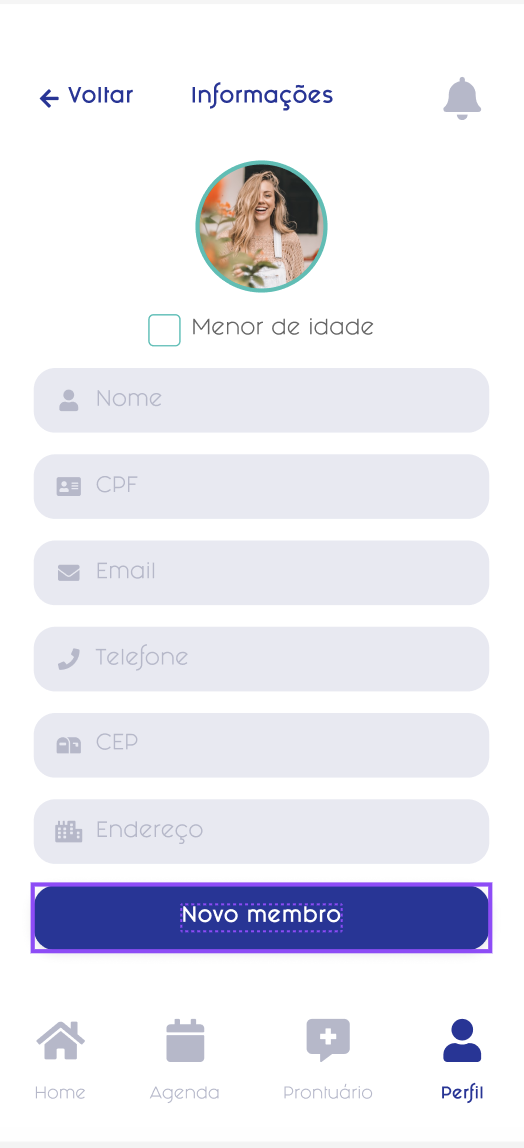 Voltar Informações
Menor de idade
Nome
CPF
Email
Telefone
CEP
Endereço
Novo membro
Home Agenda Prontuário Perfil